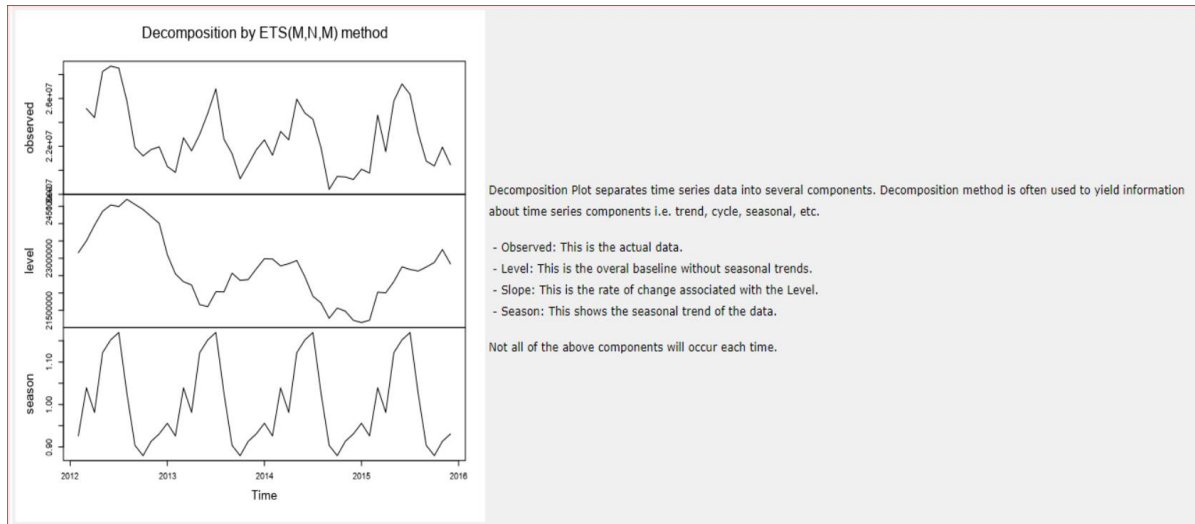 Decomposition by ETS(M,N,M) method
observed
2.6e+07
2.2e+07
level
23000000
21500000
season
1.10
1.00
0.90
2012 2013 2014 2015 2016
Time
Decomposition Plot separates time series data into several components. Decomposition method is often used to yield information
about time series components i.e. trend, cycle, seasonal, etc.
- Observed: This is the actual data.
- Level: This is the overal baseline without seasonal trends.
- Slope: This is the rate of change associated with the Level.
- Season: This shows the seasonal trend of the data.
Not all of the above components will occur each time.